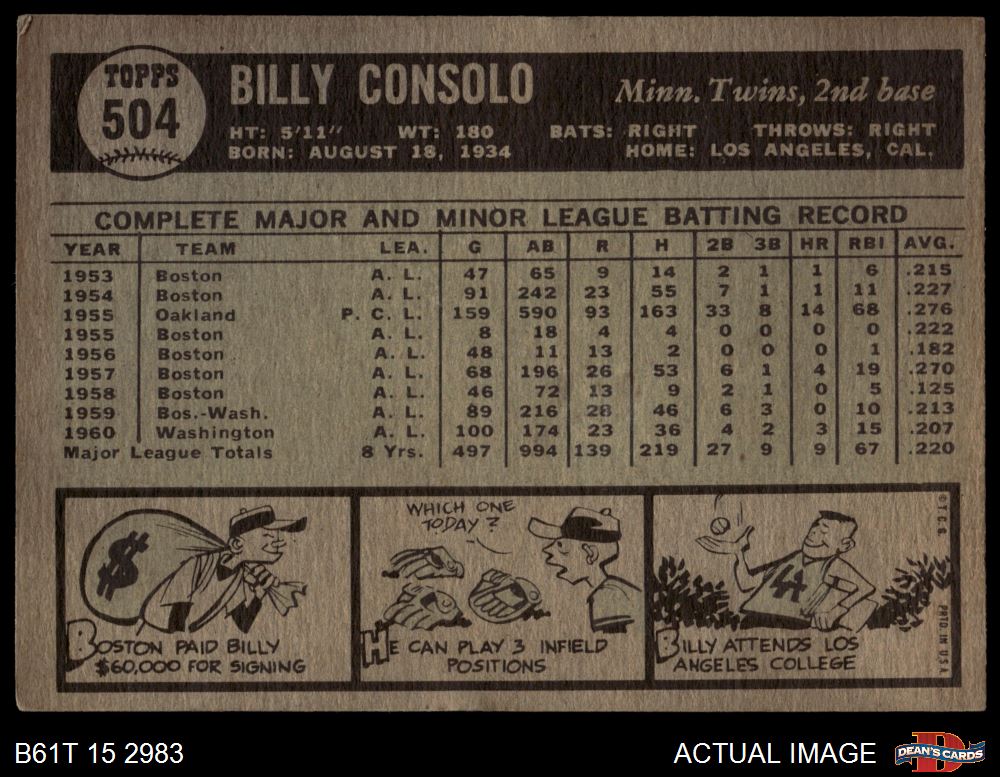 TOPPS
504
BILLY CONSOLO
Minn. Twins, 2nd base
HT: 5'11" WT: 180 BATS: RIGHT THROWS: RIGHT
BORN: AUGUST 18, 1934 HOME: LOS ANGELES, CAL.
COMPLETE MAJOR AND MINOR LEAGUE BATTING RECORD
YEAR TEAM LEA. G AB R H 2B 3B HR RBI AVG.
1953 Boston A. L. 47 65 9 14 2 1 1 6 .215
1954 Boston A. L. 91 242 23 55 7 1 1 11 .227
1955 Oakland P. C. L. 159 590 93 163 33 8 14 68 .276
1955 Boston A. L. 8 18 4 4 0 0 0 0 .222
1956 Boston A. L. 48 11 13 2 0 0 0 1 .182
1957 Boston A. L. 68 196 26 53 6 1 4 19 .270
1958 Boston A. L. 46 72 13 9 2 1 0 5 .125
1959 Bos.-Wash. A. L. 89 216 28 46 6 3 0 10 .213
1960 Washington A. L. 100 174 23 36 4 2 3 15 .207
Major League Totals 8 Yrs. 497 994 139 219 27 9 9 67 .220
$
BOSTON PAID BILLY
$60,000 FOR SIGNING
WHICH ONE
TODAY?
HE CAN PLAY 3 INFIELD
POSITIONS
LA
BILLY ATTENDS LOS
ANGELES COLLEGE
© T. C. G. PRTD. IN U.S.A.
B61T 15 2983
ACTUAL IMAGE
D
DEAN'S CARDS